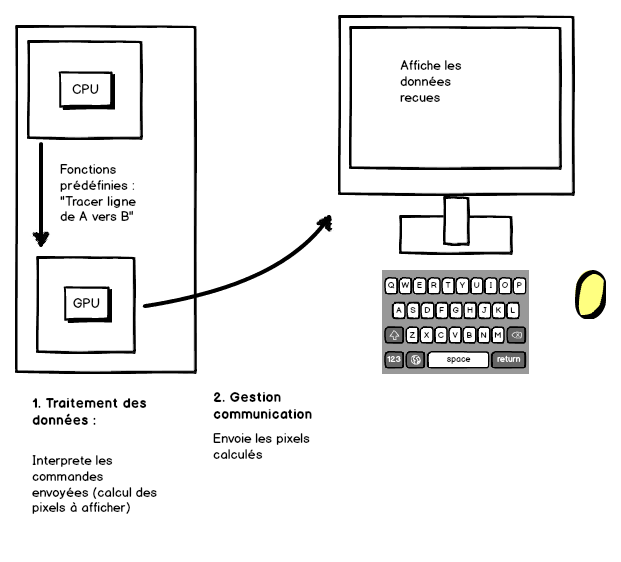 CPU
Fonctions
prédéfinies :
"Tracer ligne
de A vers B"
GPU
Affiche les
données
recues
Q W E R T Y U I O P
A S D F G H J K L
Z X C V B N M
123 space return
1. Traitement des
données :
Interprete les
commandes
envoyées (calcul des
pixels à afficher)
2. Gestion
communication
Envoie les pixels
calculés